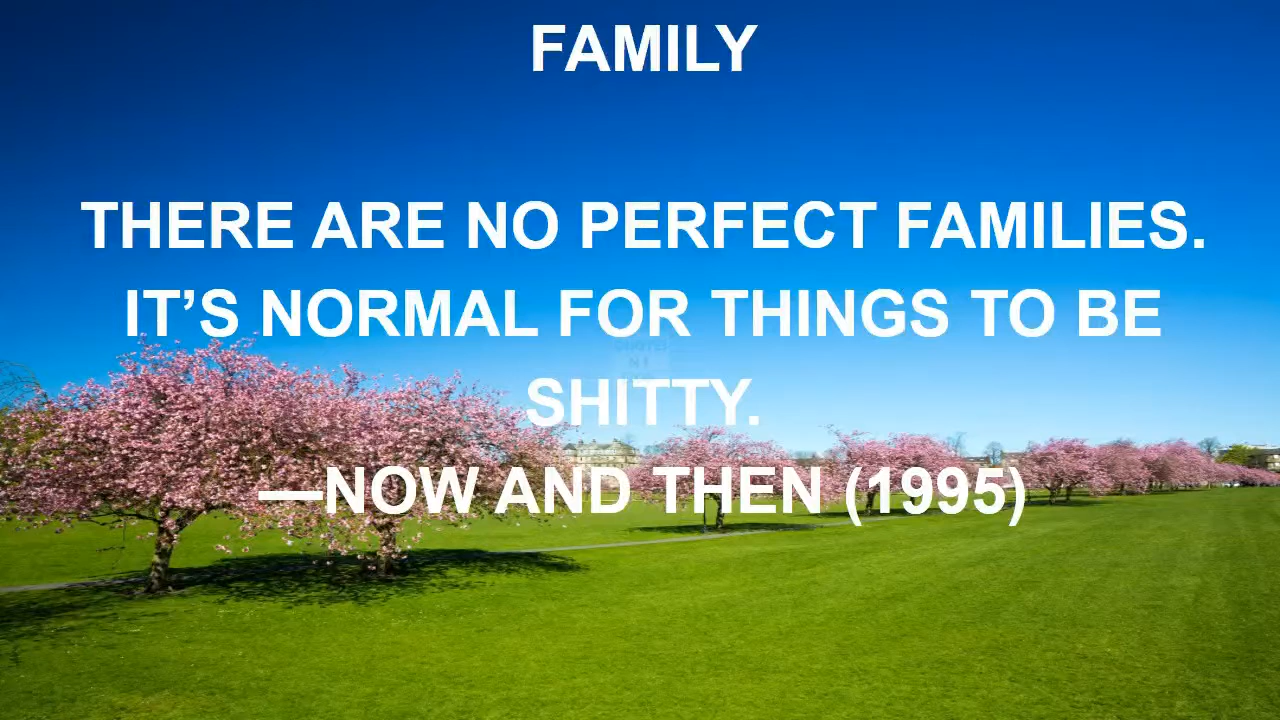 FAMILY
THERE ARE NO PERFECT FAMILIES.
IT’S NORMAL FOR THINGS TO BE
SHITTY.
—NOW AND THEN (1995)